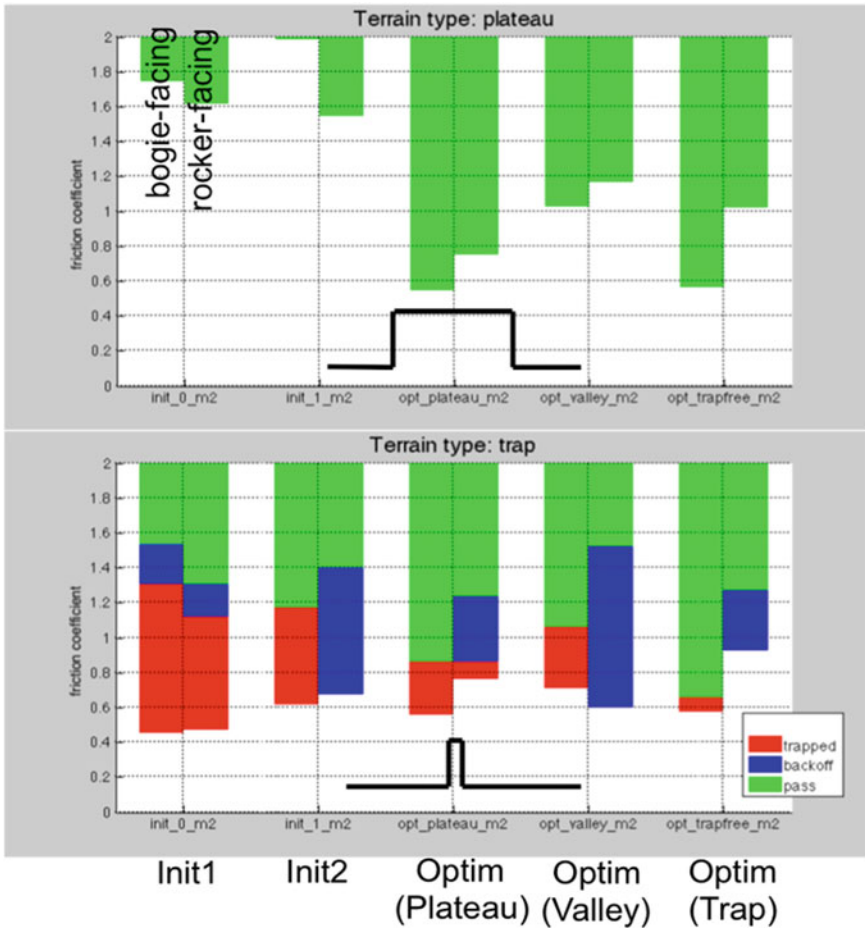 Terrain type: plateau
bogie-facing
rocker-facing
friction coefficient
2
1.8
1.6
1.4
1.2
1
0.8
0.6
0.4
0.2
0
init_0_m2 init_1_m2 opt_plateau_m2 opt_valley_m2 opt_trapfree_m2
Terrain type: trap
friction coefficient
2
1.8
1.6
1.4
1.2
1
0.8
0.6
0.4
0.2
0
trapped
backoff
pass
init_0_m2 init_1_m2 opt_plateau_m2 opt_valley_m2 opt_trapfree_m2
Init1 Init2 Optim Optim Optim
(Plateau) (Valley) (Trap)